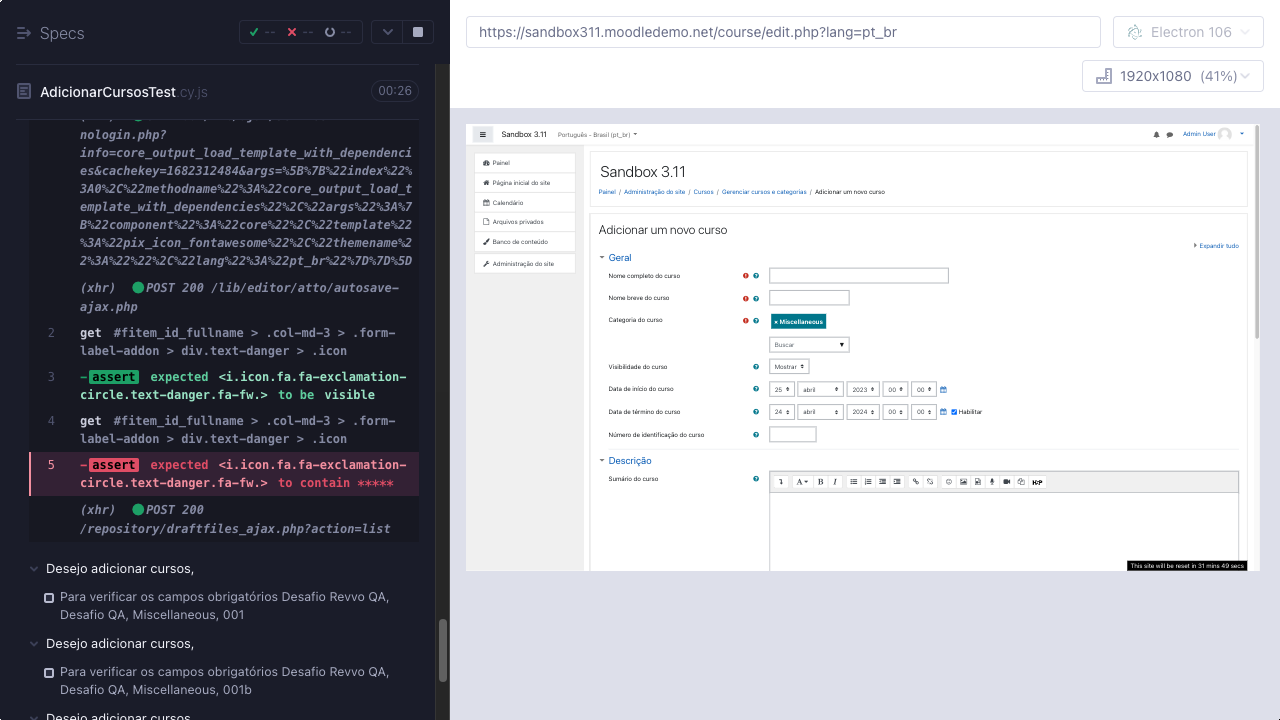 Specs
-- -- --
AdicionarCursosTest.cy.js
00:26
nologin.php?
info=core_output_load_template_with_dependenci
es&cachekey=1682312484&args=%5B%7B%22index%22%
3A0%2C%22methodname%22%3A%22core_output_load_t
emplate_with_dependencies%22%2C%22args%22%3A%7
B%22component%22%3A%22core%22%2C%22template%22
%3A%22pix_icon_fontawesome%22%2C%22themename%2
2%3A%22%22%2C%22lang%22%3A%22pt_br%22%7D%7D%5D
(xhr) POST 200 /lib/editor/atto/autosave-
ajax.php
2 get #fitem_id_fullname > .col-md-3 > .form-
label-addon > div.text-danger > .icon
3 -assert expected <i.icon.fa.fa-exclamation-
circle.text-danger.fa-fw.> to be visible
4 get #fitem_id_fullname > .col-md-3 > .form-
label-addon > div.text-danger > .icon
5 -assert expected <i.icon.fa.fa-exclamation-
circle.text-danger.fa-fw.> to contain *****
(xhr) POST 200
/repository/draftfiles_ajax.php?action=list
Desejo adicionar cursos,
Para verificar os campos obrigatórios Desafio Revvo QA,
Desafio QA, Miscellaneous, 001
Desejo adicionar cursos,
Para verificar os campos obrigatórios Desafio Revvo QA,
Desafio QA, Miscellaneous, 001b
Desejo adicionar cursos,
https://sandbox311.moodledemo.net/course/edit.php?lang=pt_br
Electron 106
1920x1080 (41%)
Sandbox 3.11 Português - Brasil (pt_br)
Admin User
Painel
Página inicial do site
Calendário
Arquivos privados
Banco de conteúdo
Administração do site
Sandbox 3.11
Painel / Administração do site / Cursos / Gerenciar cursos e categorias / Adicionar um novo curso
Adicionar um novo curso
Expandir tudo
Geral
Nome completo do curso
Nome breve do curso
Categoria do curso
× Miscellaneous
Buscar ▼
Visibilidade do curso
Mostrar
Data de início do curso
25 abril 2023 00 00
Data de término do curso
24 abril 2024 00 00 Habilitar
Número de identificação do curso
Descrição
Sumário do curso
A B I H5P
This site will be reset in 31 mins 49 secs